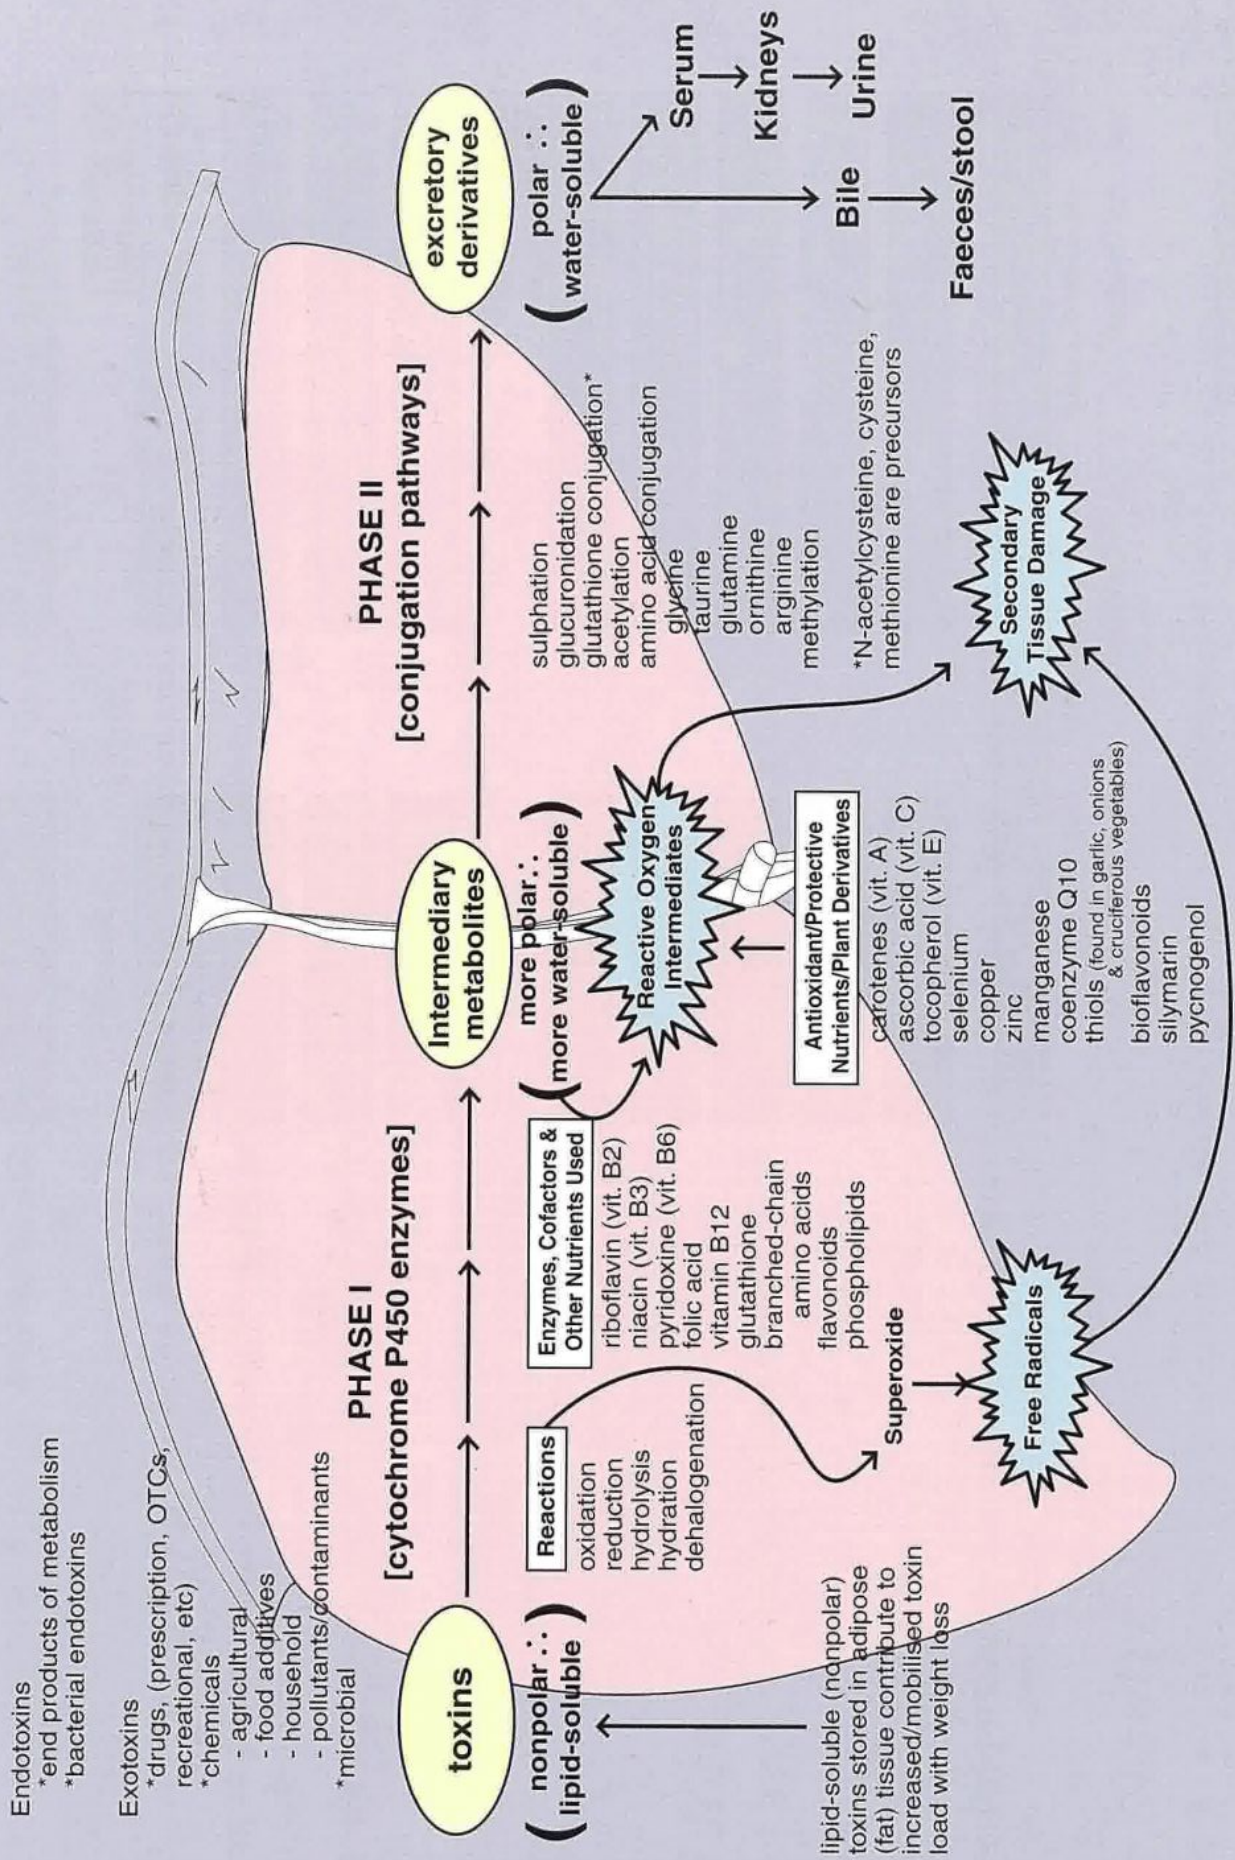 Endotoxins
*end products of metabolism
*bacterial endotoxins
Exotoxins
*drugs, (prescription, OTCs,
recreational, etc)
*chemicals
- agricultural
- food additives
- household
- pollutants/contaminants
*microbial
PHASE I
[cytochrome P450 enzymes]
PHASE II
[conjugation pathways]
toxins
Intermediary
metabolites
excretory
derivatives
(nonpolar ∴
lipid-soluble)
lipid-soluble (nonpolar)
toxins stored in adipose
(fat) tissue contribute to
increased/mobilised toxin
load with weight loss
Reactions
oxidation
reduction
hydrolysis
hydration
dehalogenation
Superoxide
Free Radicals
Enzymes, Cofactors &
Other Nutrients Used
riboflavin (vit. B2)
niacin (vit. B3)
pyridoxine (vit. B6)
folic acid
vitamin B12
glutathione
branched-chain
amino acids
flavonoids
phospholipids
(more polar ∴
more water-soluble)
Reactive Oxygen
Intermediates
Antioxidant/Protective
Nutrients/Plant Derivatives
carotenes (vit. A)
ascorbic acid (vit. C)
tocopherol (vit. E)
selenium
copper
zinc
manganese
coenzyme Q10
thiols (found in garlic, onions
& cruciferous vegetables)
bioflavonoids
silymarin
pycnogenol
sulphation
glucuronidation
glutathione conjugation*
acetylation
amino acid conjugation
glycine
taurine
glutamine
ornithine
arginine
methylation
*N-acetylcysteine, cysteine,
methionine are precursors
Secondary
Tissue Damage
(polar ∴
water-soluble)
Serum
Kidneys
Urine
Bile
Faeces/stool